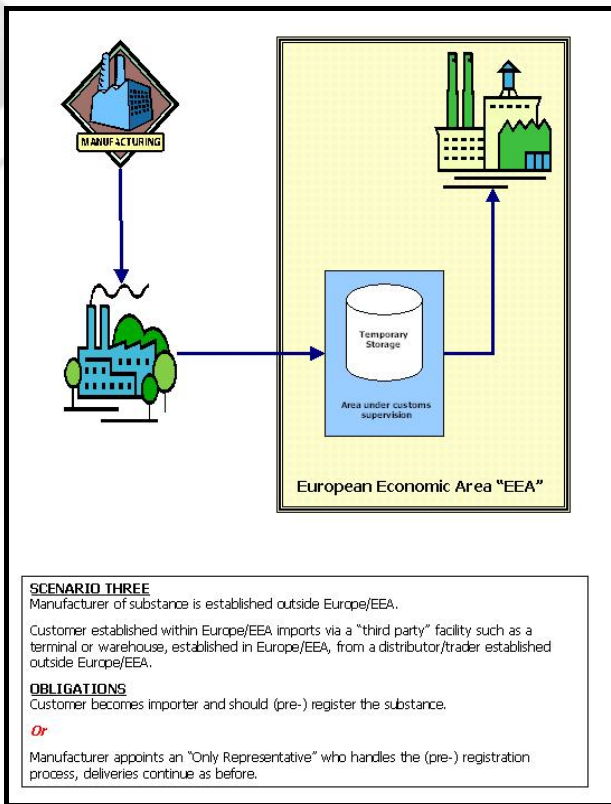 MANUFACTURING
Temporary
Storage
Area under customs
supervision
European Economic Area "EEA"
SCENARIO THREE
Manufacturer of substance is established outside Europe/EEA.
Customer established within Europe/EEA imports via a "third party" facility such as a
terminal or warehouse, established in Europe/EEA, from a distributor/trader established
outside Europe/EEA.
OBLIGATIONS
Customer becomes importer and should (pre-) register the substance.
Or
Manufacturer appoints an "Only Representative" who handles the (pre-) registration
process, deliveries continue as before.